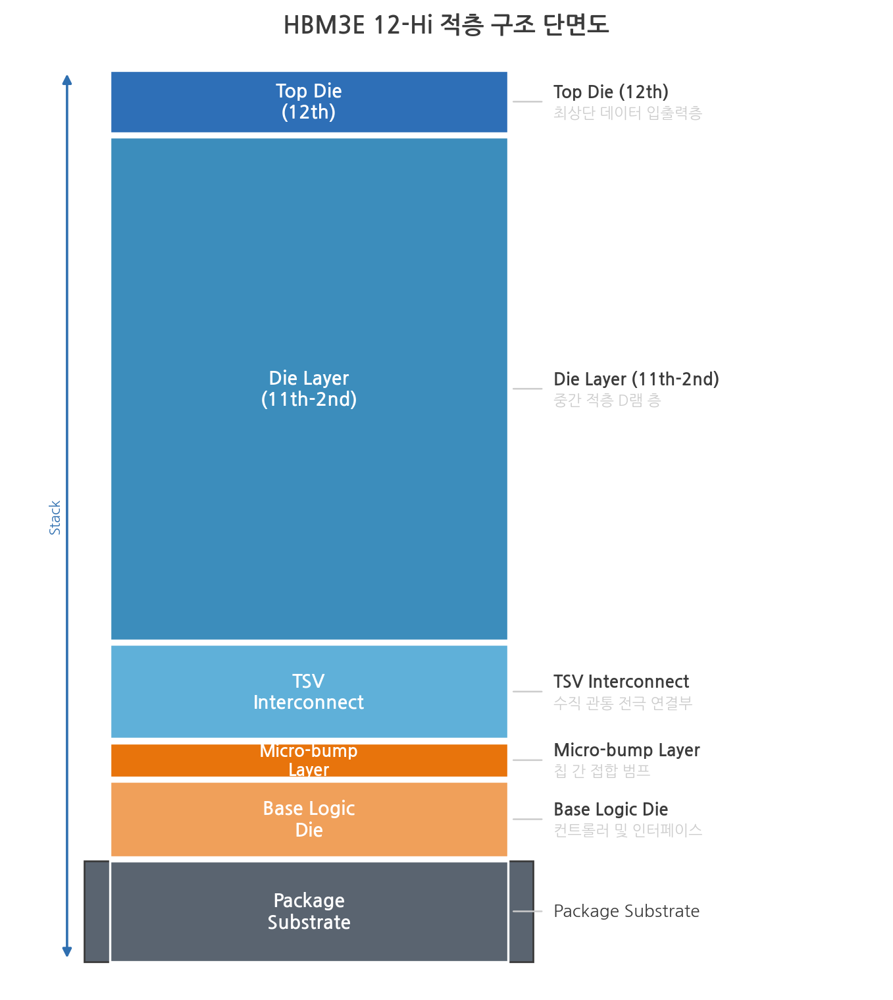 HBM3E 12-Hi 적층 구조 단면도
Top Die
(12th)
Top Die (12th)
최상단 데이터 입출력층
Die Layer
(11th-2nd)
Die Layer (11th-2nd)
중간 적층 D램 층
Stack
TSV
Interconnect
TSV Interconnect
수직 관통 전극 연결부
Micro-bump
Layer
Micro-bump Layer
칩 간 접합 범프
Base Logic
Die
Base Logic Die
컨트롤러 및 인터페이스
Package
Substrate
Package Substrate